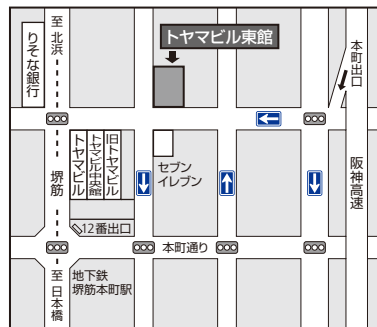 至
北浜
りそな銀行
トヤマビル東館
本町出口
トヤマビル
トヤマビル中央館
旧トヤマビル
セブン
イレブン
堺筋
阪神高速
12番出口
本町通り
至
日本橋
地下鉄
堺筋本町駅